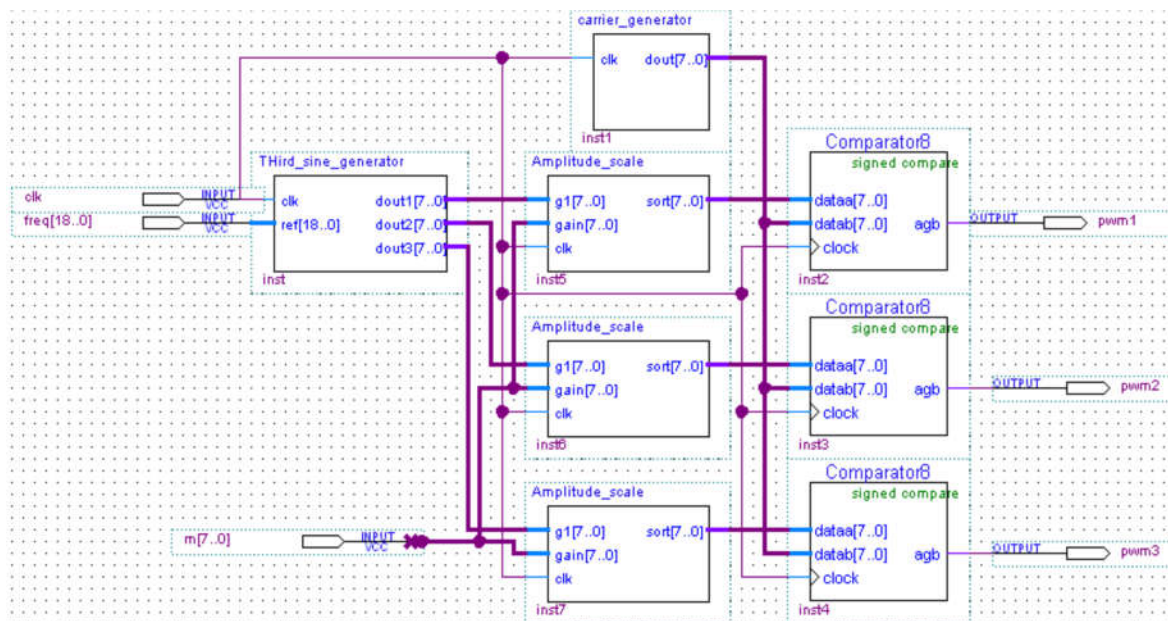 carrier_generator
clk dout[7..0]
inst1
THird_sine_generator
clk dout1[7..0]
ref[18..0] dout2[7..0]
dout3[7..0]
inst
clk INPUT VCC
freq[18..0] INPUT VCC
Amplitude_scale
g1[7..0] sort[7..0]
gain[7..0]
clk
inst5
Comparator8
signed compare
dataa[7..0]
datab[7..0] agb
clock
inst2
OUTPUT pwm1
Amplitude_scale
g1[7..0] sort[7..0]
gain[7..0]
clk
inst6
Comparator8
signed compare
dataa[7..0]
datab[7..0] agb
clock
inst3
OUTPUT pwm2
m[7..0] INPUT VCC
Amplitude_scale
g1[7..0] sort[7..0]
gain[7..0]
clk
inst7
Comparator8
signed compare
dataa[7..0]
datab[7..0] agb
clock
inst4
OUTPUT pwm3